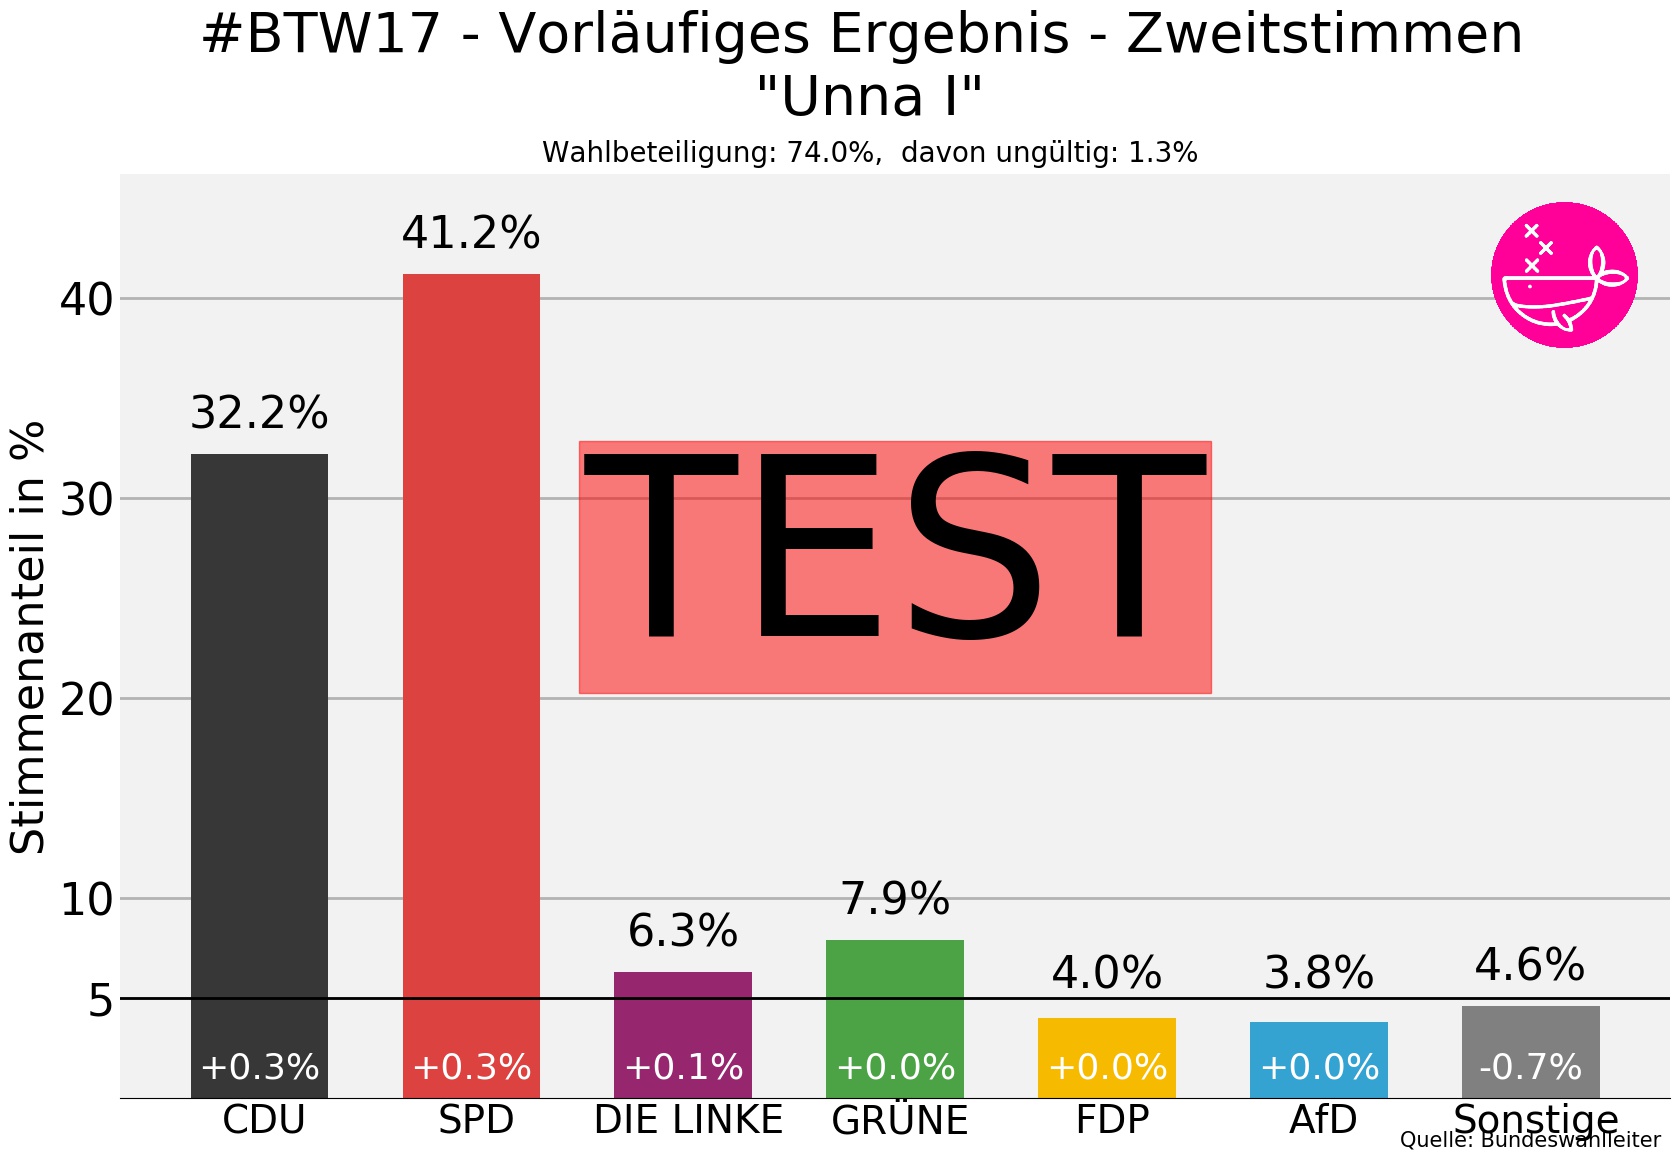 #BTW17 - Vorläufiges Ergebnis - Zweitstimmen
"Unna I"
Wahlbeteiligung: 74.0%,  davon ungültig: 1.3%
Stimmenanteil in %
40
30
20
10
5
32.2%
41.2%
6.3%
7.9%
4.0%
3.8%
4.6%
TEST
+0.3%
+0.3%
+0.1%
+0.0%
+0.0%
+0.0%
-0.7%
CDU
SPD
DIE LINKE
GRÜNE
FDP
AfD
Sonstige
Quelle: Bundeswahlleiter